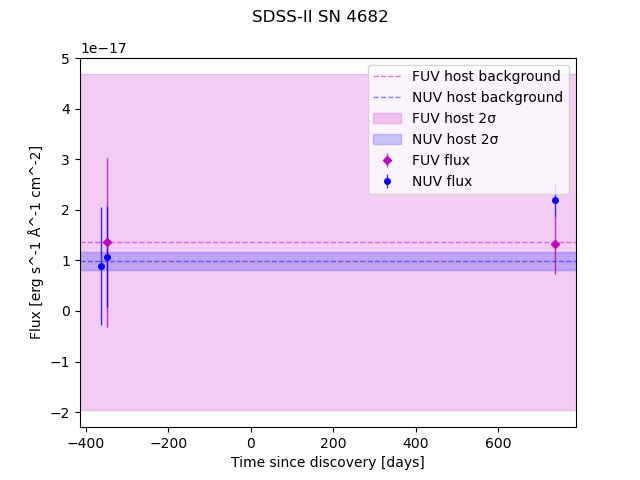 SDSS-II SN 4682
1e−17
FUV host background
NUV host background
FUV host 2σ
NUV host 2σ
FUV flux
NUV flux
5
4
3
2
1
0
−1
−2
Flux [erg s^-1 Å^-1 cm^-2]
−400 −200 0 200 400 600
Time since discovery [days]